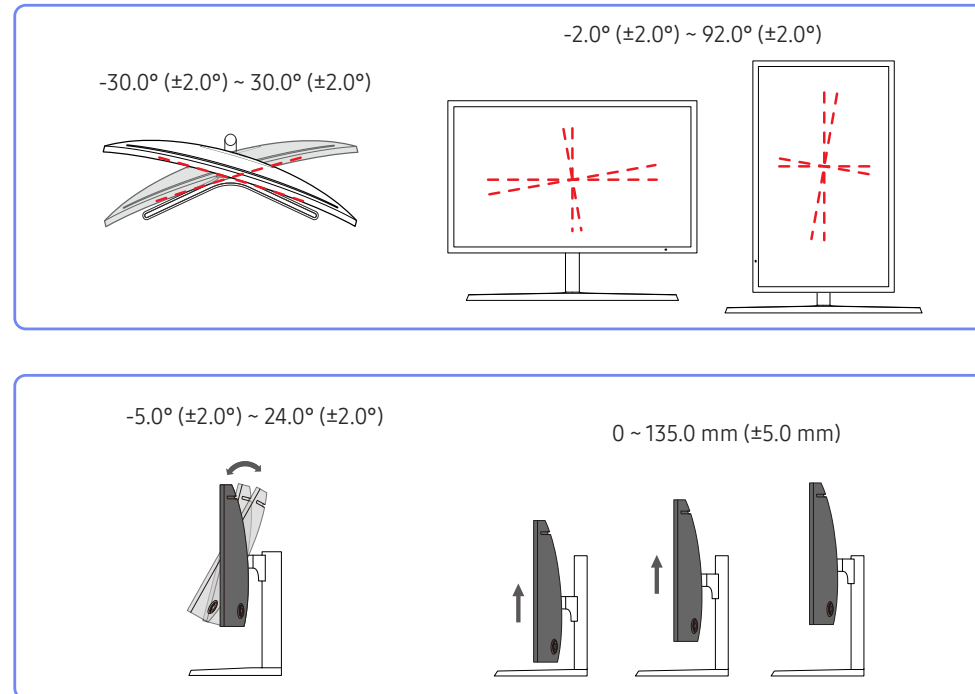 -30.0° (±2.0°) ~ 30.0° (±2.0°)
-2.0° (±2.0°) ~ 92.0° (±2.0°)
-5.0° (±2.0°) ~ 24.0° (±2.0°)
0 ~ 135.0 mm (±5.0 mm)